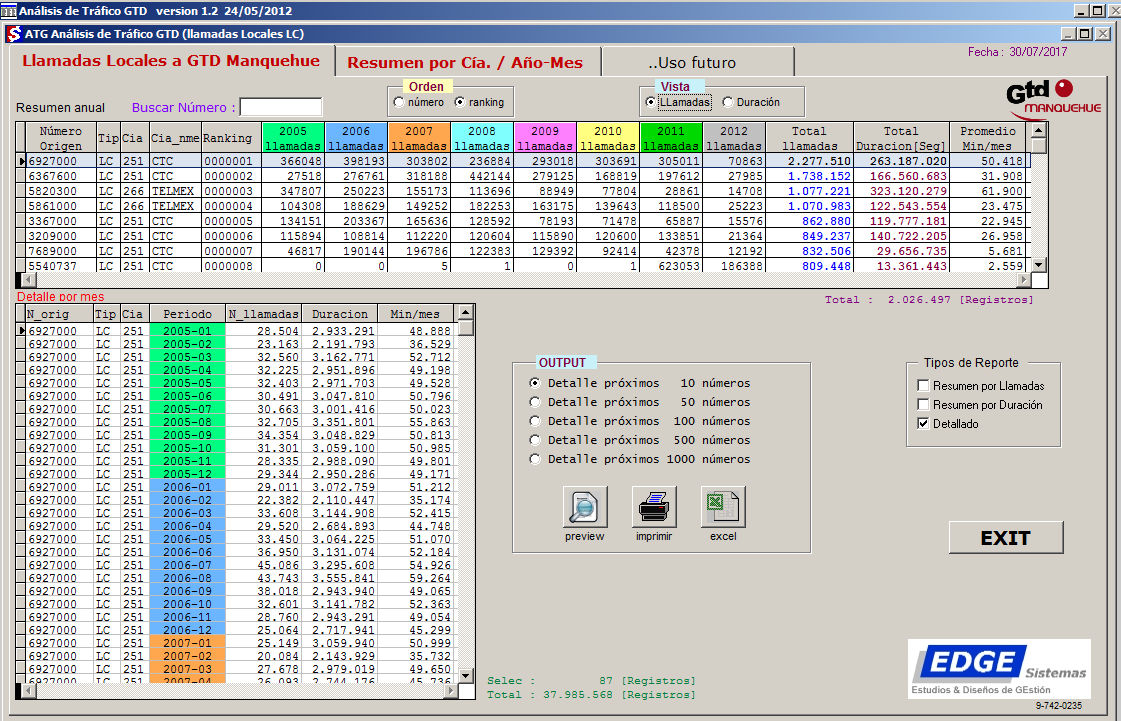 Análisis de Tráfico GTD version 1.2 24/05/2012
ATG Análisis de Tráfico GTD (llamadas Locales LC)
Llamadas Locales a GTD Manquehue
Resumen por Cía. / Año-Mes
..Uso futuro
Fecha: 30/07/2017
Resumen anual Buscar Número :
Orden
número ranking
Vista
LLamadas Duración
Gtd MANQUEHUE
Número Origen Tip Cia Cia_nme Ranking 2005 llamadas 2006 llamadas 2007 llamadas 2008 llamadas 2009 llamadas 2010 llamadas 2011 llamadas 2012 llamadas Total llamadas Total Duracion[Seg] Promedio Min/mes
6927000 LC 251 CTC 0000001 366048 398193 303802 236884 293018 303691 305011 70863 2.277.510 263.187.020 50.418
6367600 LC 251 CTC 0000002 27518 276761 318188 442144 279125 168819 197612 27985 1.738.152 166.560.683 31.908
5820300 LC 266 TELMEX 0000003 347807 250223 155173 113696 88949 77804 28861 14708 1.077.221 323.120.279 61.900
5861000 LC 266 TELMEX 0000004 104308 188629 149252 182253 163175 139643 118500 25223 1.070.983 122.543.554 23.475
3367000 LC 251 CTC 0000005 134151 203367 165636 128592 78193 71478 65887 15576 862.880 119.777.181 22.945
3209000 LC 251 CTC 0000006 115894 108814 112220 120604 115890 120600 133851 21364 849.237 140.722.205 26.958
7689000 LC 251 CTC 0000007 46817 190144 196786 122383 129392 92414 42378 12192 832.506 29.656.735 5.681
5540737 LC 251 CTC 0000008 0 0 5 1 0 1 623053 186388 809.448 13.361.443 2.559
Detalle por mes
Total : 2.026.497 [Registros]
N_orig Tip Cia Periodo N_llamadas Duracion Min/mes
6927000 LC 251 2005-01 28.504 2.933.291 48.888
6927000 LC 251 2005-02 23.163 2.191.793 36.529
6927000 LC 251 2005-03 32.560 3.162.771 52.712
6927000 LC 251 2005-04 32.225 2.951.896 49.198
6927000 LC 251 2005-05 32.403 2.971.703 49.528
6927000 LC 251 2005-06 30.491 3.047.810 50.796
6927000 LC 251 2005-07 30.663 3.001.416 50.023
6927000 LC 251 2005-08 32.705 3.351.801 55.863
6927000 LC 251 2005-09 34.354 3.048.829 50.813
6927000 LC 251 2005-10 31.301 3.059.100 50.985
6927000 LC 251 2005-11 28.335 2.988.090 49.801
6927000 LC 251 2005-12 29.344 2.950.286 49.171
6927000 LC 251 2006-01 29.011 3.072.759 51.212
6927000 LC 251 2006-02 22.382 2.110.447 35.174
6927000 LC 251 2006-03 33.608 3.144.908 52.415
6927000 LC 251 2006-04 29.520 2.684.893 44.748
6927000 LC 251 2006-05 33.450 3.064.225 51.070
6927000 LC 251 2006-06 36.950 3.131.074 52.184
6927000 LC 251 2006-07 45.086 3.295.608 54.926
6927000 LC 251 2006-08 43.743 3.555.841 59.264
6927000 LC 251 2006-09 38.018 2.943.940 49.065
6927000 LC 251 2006-10 32.601 3.141.782 52.363
6927000 LC 251 2006-11 28.760 2.943.291 49.054
6927000 LC 251 2006-12 25.064 2.717.941 45.299
6927000 LC 251 2007-01 25.149 3.059.940 50.999
6927000 LC 251 2007-02 20.084 2.143.929 35.732
6927000 LC 251 2007-03 27.678 2.979.019 49.650
6927000 LC 251 2007-04 26.093 2.744.176 45.736
OUTPUT
Detalle próximos 10 números
Detalle próximos 50 números
Detalle próximos 100 números
Detalle próximos 500 números
Detalle próximos 1000 números
preview imprimir excel
Tipos de Reporte
Resumen por Llamadas
Resumen por Duración
Detallado
EXIT
Selec : 87 [Registros]
Total : 37.985.568 [Registros]
EDGE Sistemas
Estudios & Diseños de GEstión
9-742-0235